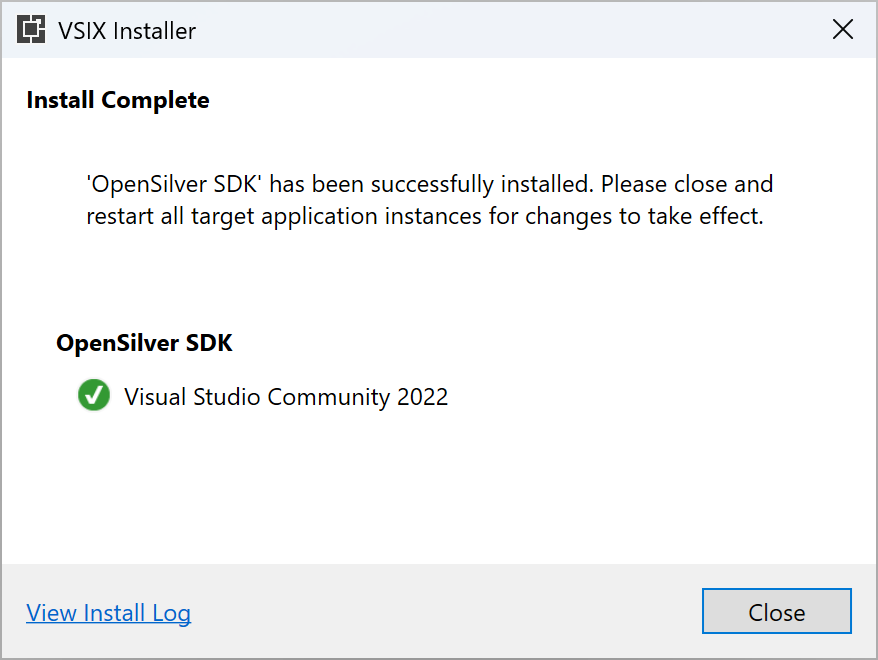 VSIX Installer
Install Complete
'OpenSilver SDK' has been successfully installed. Please close and
restart all target application instances for changes to take effect.
OpenSilver SDK
Visual Studio Community 2022
View Install Log
Close